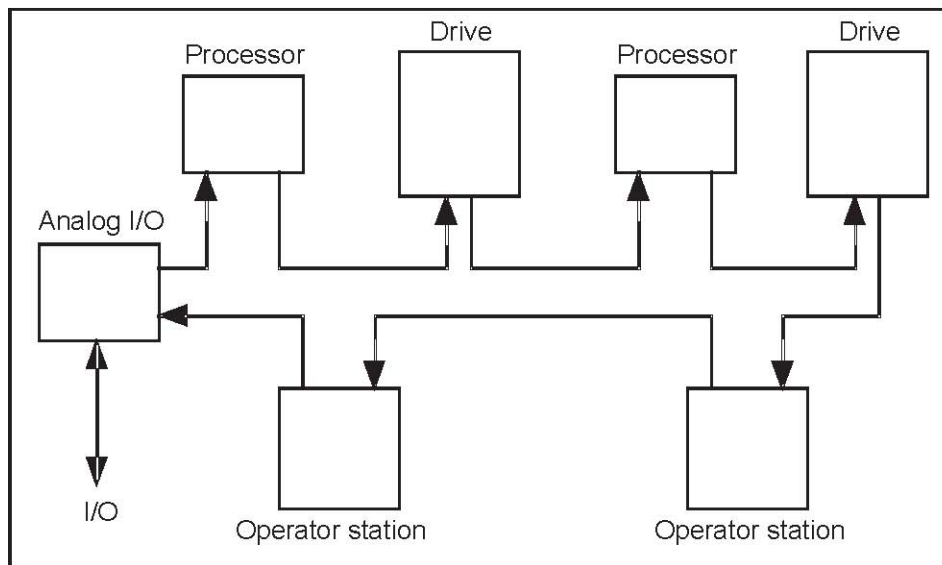 Drive
Drive
Processor
Processor
Analog I/O
I/O
Operator station
Operator station